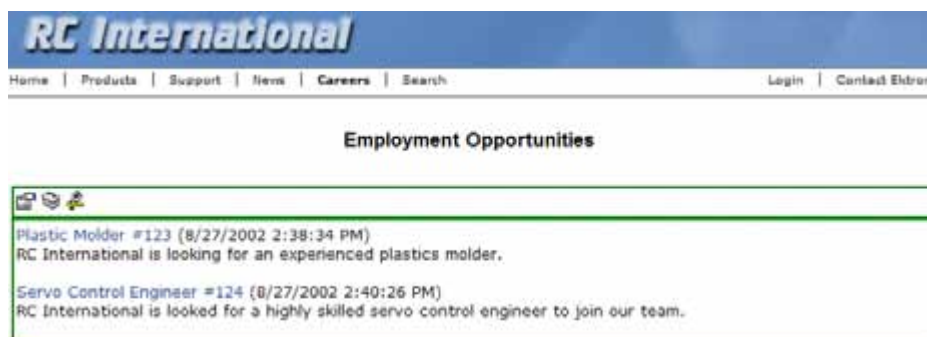 RC International
Home | Products | Support | News | Careers | Search Login | Contact Ektron
Employment Opportunities
Plastic Molder #123 (8/27/2002 2:38:34 PM)
RC International is looking for an experienced plastics molder.
Servo Control Engineer #124 (8/27/2002 2:40:26 PM)
RC International is looked for a highly skilled servo control engineer to join our team.